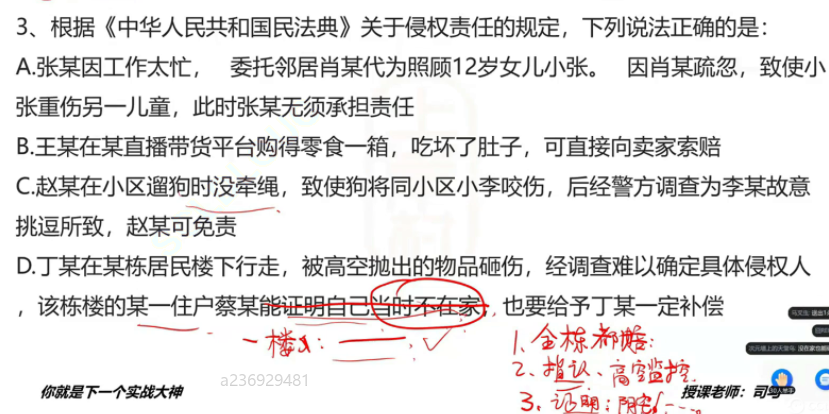 3、根据《中华人民共和国民法典》关于侵权责任的规定，下列说法正确的是：
A.张某因工作太忙， 委托邻居肖某代为照顾12岁女儿小张。 因肖某疏忽，致使小
张重伤另一儿童，此时张某无须承担责任
B.王某在某直播带货平台购得零食一箱，吃坏了肚子，可直接向卖家索赔
C.赵某在小区遛狗时没牵绳，致使狗将同小区小李咬伤，后经警方调查为李某故意
挑逗所致，赵某可免责
D.丁某在某栋居民楼下行走，被高空抛出的物品砸伤，经调查难以确定具体侵权人
，该栋楼的某一住户蔡某能证明自己当时不在家，也要给予丁某一定补偿
一楼
1、全栋都赔：
2、指认、高空监控
3、证明：
你就是下一个实战大神
a236929481
授课老师：司马